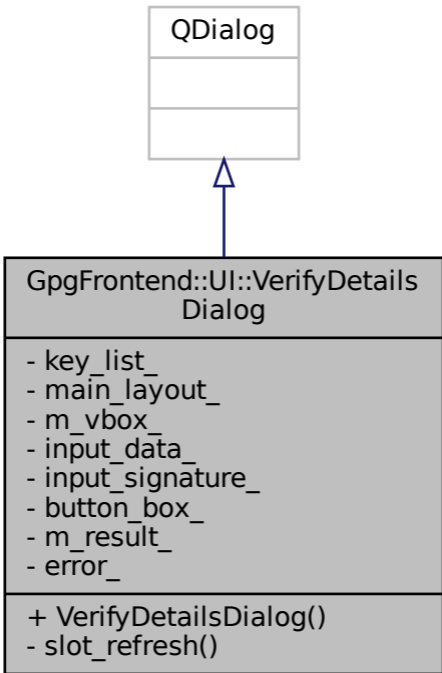 QDialog
GpgFrontend::UI::VerifyDetails
Dialog
- key_list_
- main_layout_
- m_vbox_
- input_data_
- input_signature_
- button_box_
- m_result_
- error_
+ VerifyDetailsDialog()
- slot_refresh()